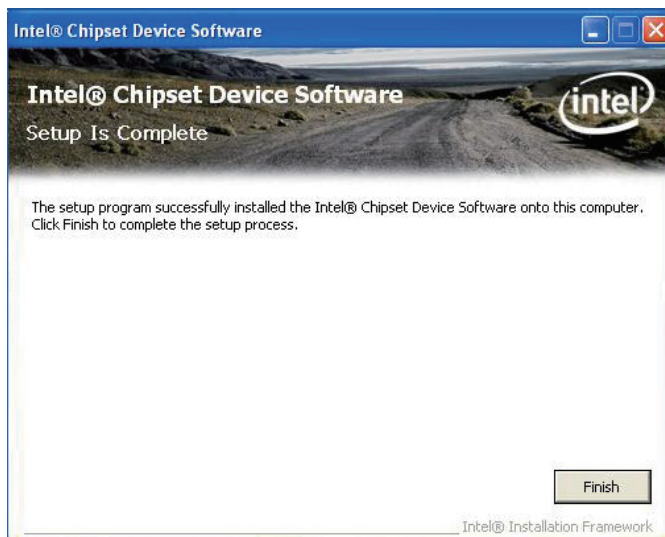 Intel® Chipset Device Software
Intel® Chipset Device Software
Setup Is Complete
intel
The setup program successfully installed the Intel® Chipset Device Software onto this computer.
Click Finish to complete the setup process.
Finish
Intel® Installation Framework